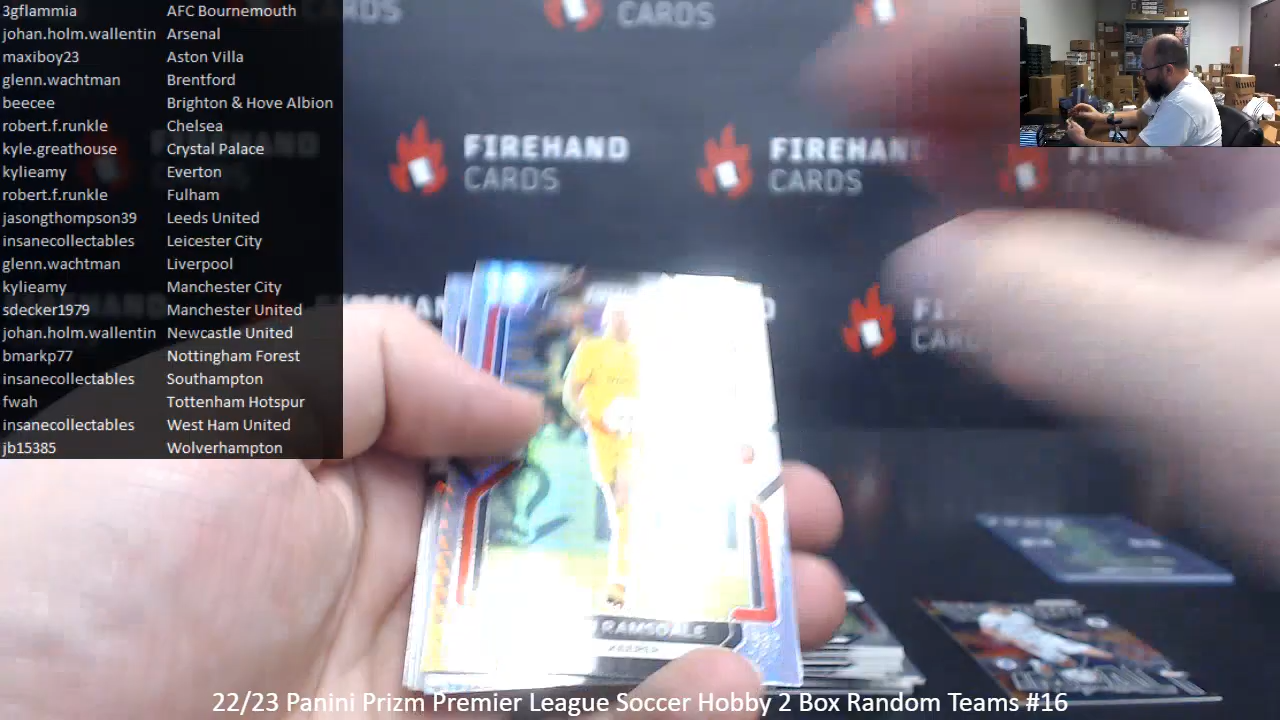 3gflammia AFC Bournemouth
johan.holm.wallentin Arsenal
maxiboy23 Aston Villa
glenn.wachtman Brentford
beecee Brighton & Hove Albion
robert.f.runkle Chelsea
kyle.greathouse Crystal Palace
kylieamy Everton
robert.f.runkle Fulham
jasongthompson39 Leeds United
insanecollectables Leicester City
glenn.wachtman Liverpool
kylieamy Manchester City
sdecker1979 Manchester United
johan.holm.wallentin Newcastle United
bmarkp77 Nottingham Forest
insanecollectables Southampton
fwah Tottenham Hotspur
insanecollectables West Ham United
jb15385 Wolverhampton
CARDS
FIREHAND
CARDS
FIREHAND
CARDS
RAMSDALE
KEEPER
22/23 Panini Prizm Premier League Soccer Hobby 2 Box Random Teams #16